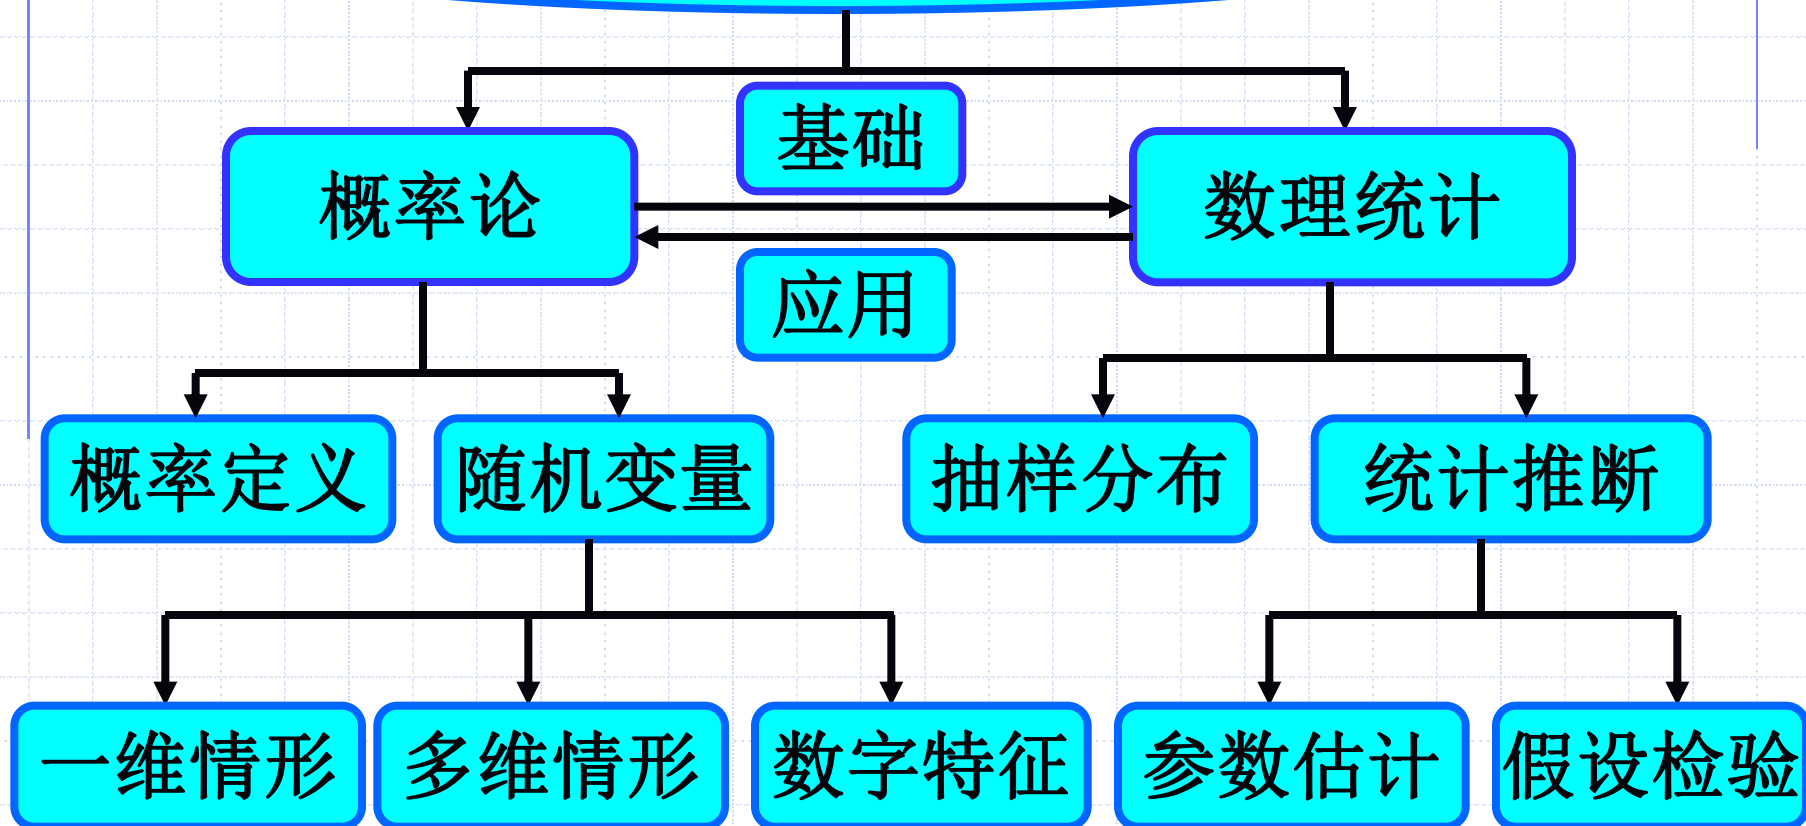 基础
概率论
数理统计
应用
概率定义
随机变量
抽样分布
统计推断
一维情形
多维情形
数字特征
参数估计
假设检验